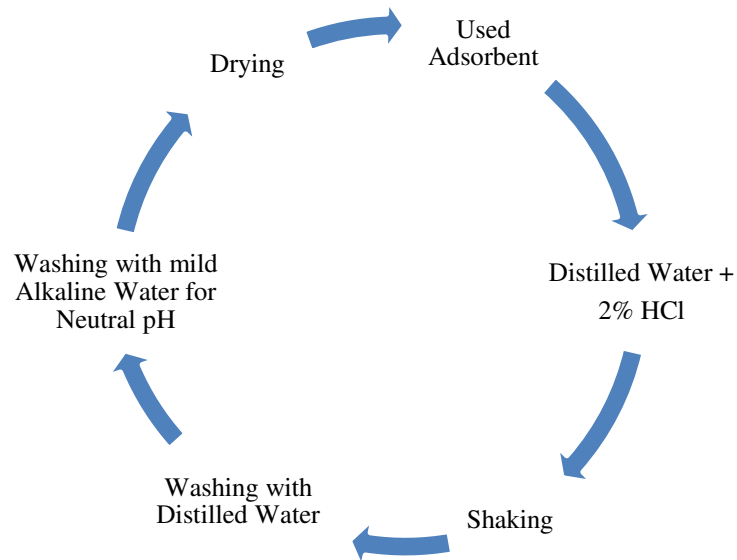 Used
Adsorbent
Distilled Water +
2% HCl
Shaking
Washing with
Distilled Water
Washing with mild
Alkaline Water for
Neutral pH
Drying